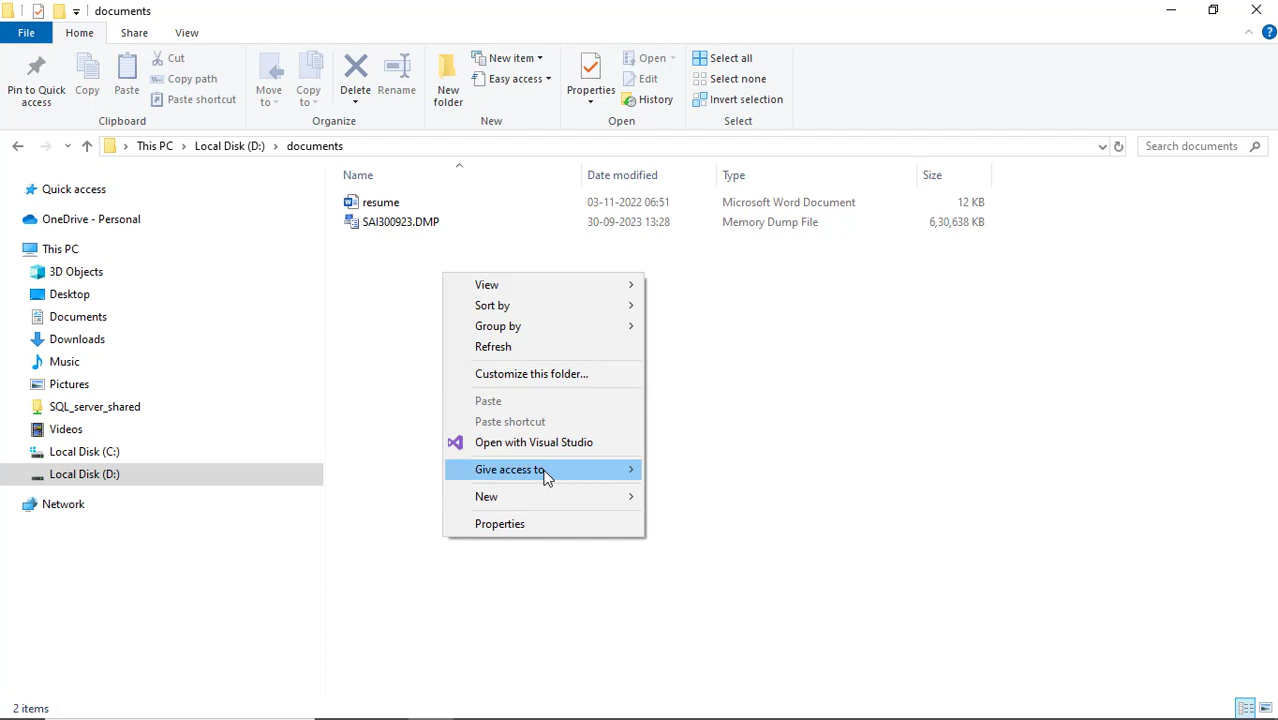 documents
File Home Share View
Pin to Quick access
Copy
Paste
Cut
Copy path
Paste shortcut
Clipboard
Move to
Copy to
Delete
Rename
Organize
New folder
New item
Easy access
New
Properties
Open
Edit
History
Open
Select all
Select none
Invert selection
Select
This PC > Local Disk (D:) > documents
Search documents
Quick access
OneDrive - Personal
This PC
3D Objects
Desktop
Documents
Downloads
Music
Pictures
SQL_server_shared
Videos
Local Disk (C:)
Local Disk (D:)
Network
Name Date modified Type Size
resume 03-11-2022 06:51 Microsoft Word Document 12 KB
SAI300923.DMP 30-09-2023 13:28 Memory Dump File 6,30,638 KB
View
Sort by
Group by
Refresh
Customize this folder...
Paste
Paste shortcut
Open with Visual Studio
Give access to
New
Properties
2 items